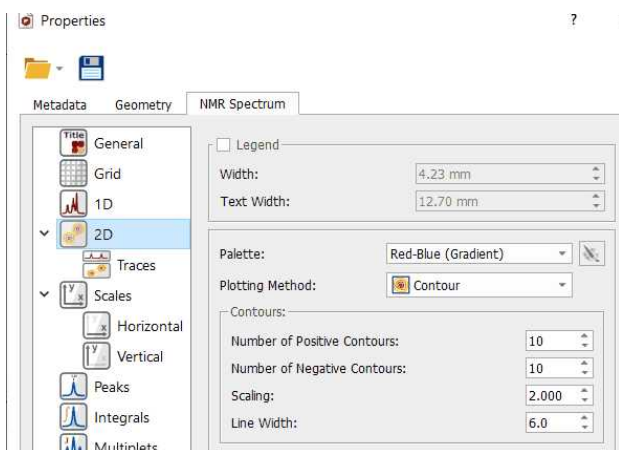 Properties
?
Metadata Geometry NMR Spectrum
Title
General
Grid
1D
2D
Traces
Scales
Horizontal
Vertical
Peaks
Integrals
Multiplets
Legend
Width: 4.23 mm
Text Width: 12.70 mm
Palette: Red-Blue (Gradient)
Plotting Method: Contour
Contours:
Number of Positive Contours: 10
Number of Negative Contours: 10
Scaling: 2.000
Line Width: 6.0